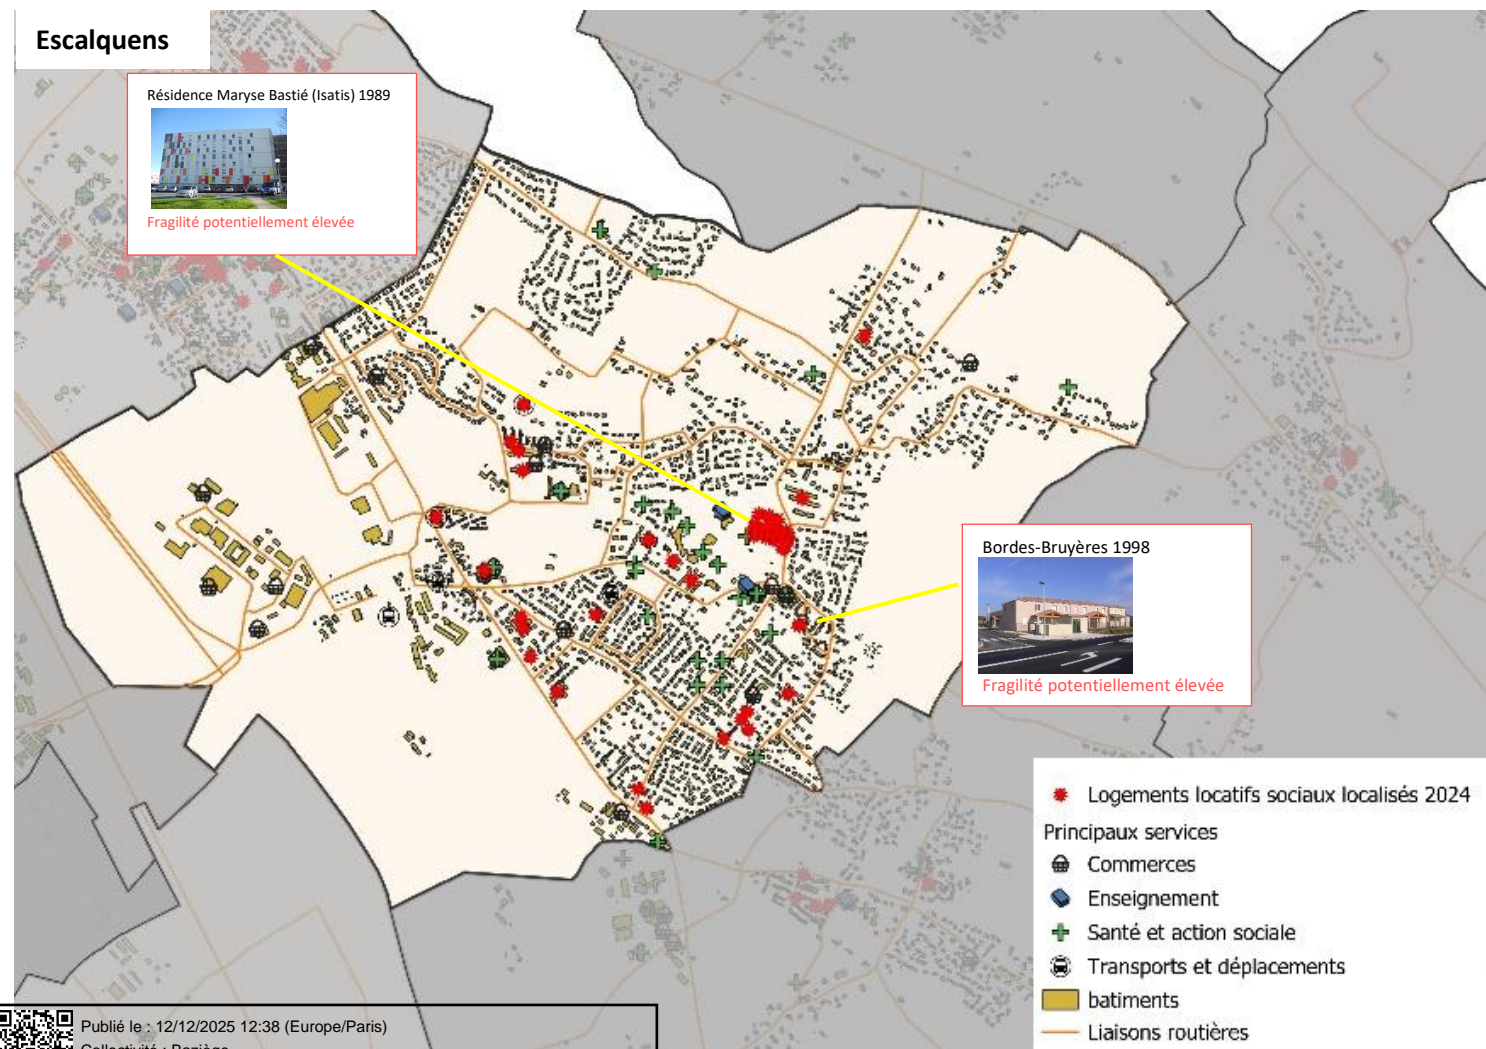 Escalquens
Résidence Maryse Bastié (Isatis) 1989
Fragilité potentiellement élevée
Bordes-Bruyères 1998
Fragilité potentiellement élevée
Logements locatifs sociaux localisés 2024
Principaux services
Commerces
Enseignement
Santé et action sociale
Transports et déplacements
batiments
Liaisons routières
Publié le : 12/12/2025 12:38 (Europe/Paris)
Collectivité : Baziège